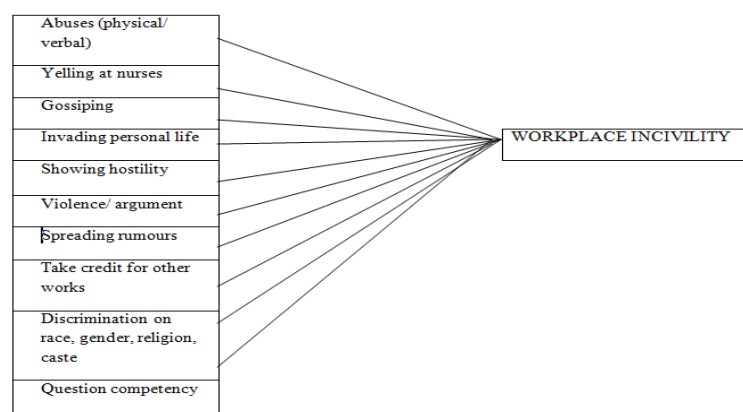 Abuses (physical/
verbal)
Yelling at nurses
Gossiping
Invading personal life
Showing hostility
Violence/ argument
Spreading rumours
Take credit for other
works
Discrimination on
race, gender, religion,
caste
Question competency
WORKPLACE INCIVILITY